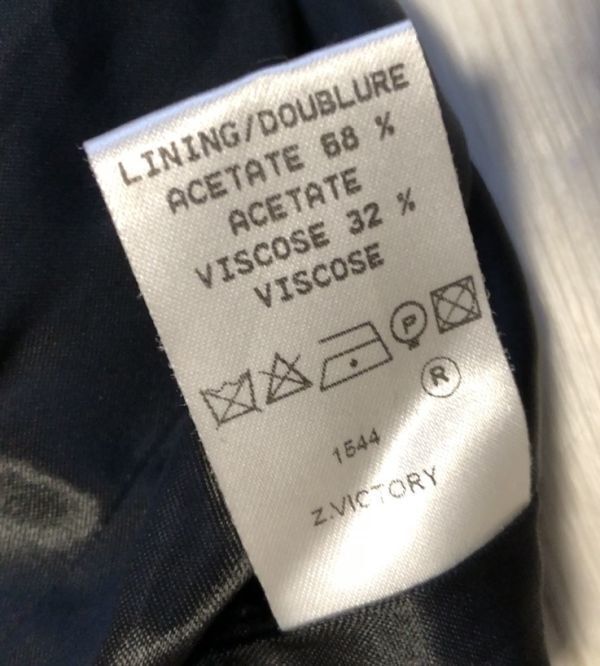 LINING/DOUBLURE
ACETATE 68 %
ACETATE
VISCOSE 32 %
VISCOSE
P
R
1544
Z.VICTORY